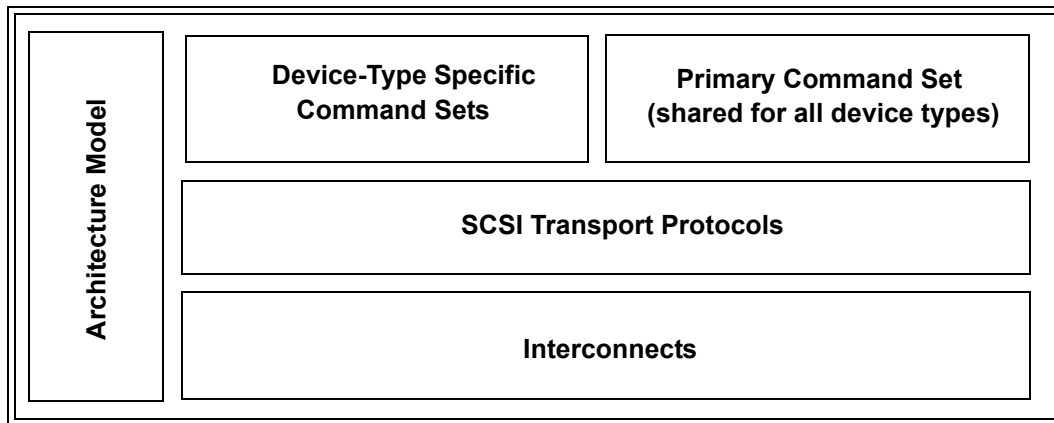 Architecture Model
Device-Type Specific
Command Sets
Primary Command Set
(shared for all device types)
SCSI Transport Protocols
Interconnects